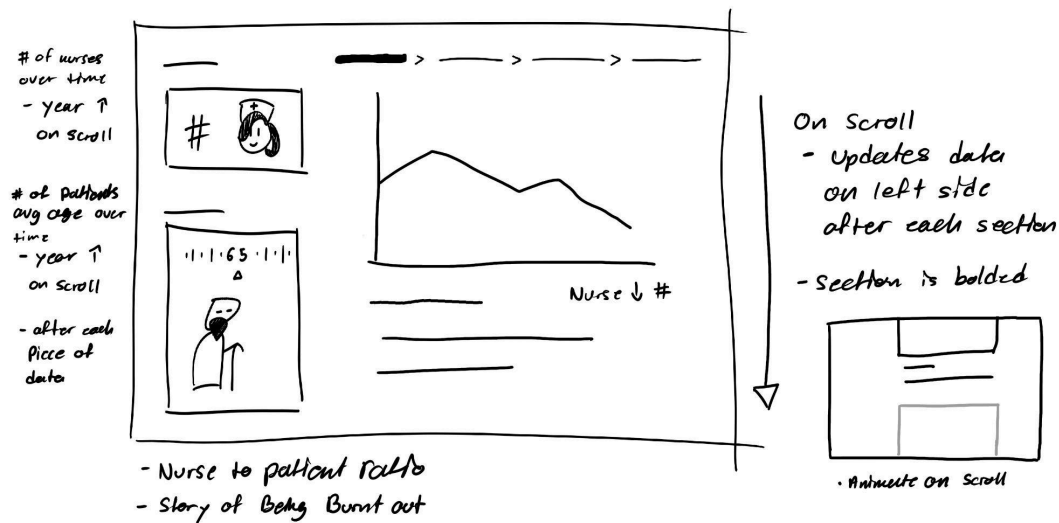 # of nurses
over time
- year ↑
on scroll
# of patients
avg age over
time
- year ↑
on scroll
- after each
Piece of
data
> > >
#
65
Nurse ↓ #
- Nurse to patient ratio
- Story of Being Burnt out
On Scroll
- updates data
on left side
after each section
- section is bolded
• Animate on Scroll